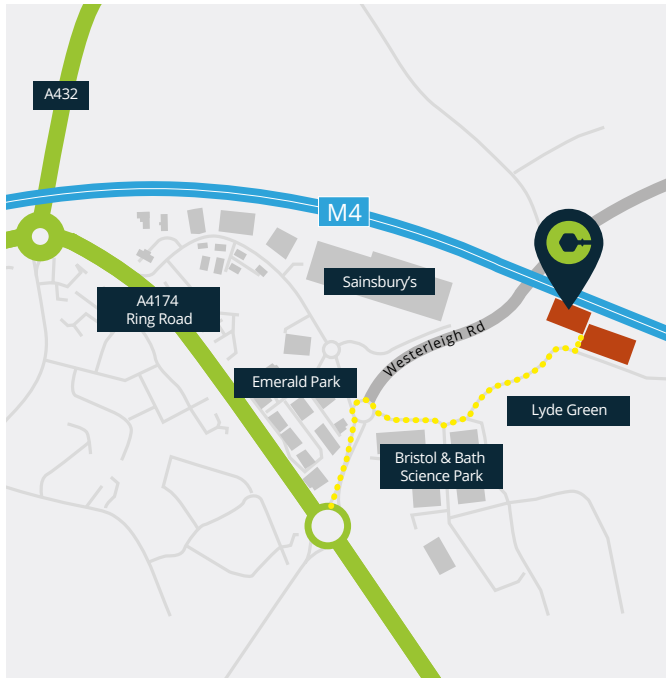 A432
M4
Sainsbury's
A4174
Ring Road
Westerleigh Rd
Emerald Park
Lyde Green
Bristol & Bath
Science Park